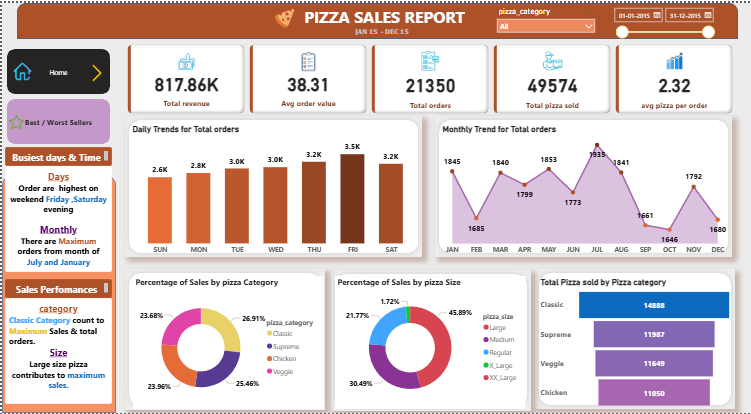 PIZZA SALES REPORT
JAN 15 - DEC 15
pizza_category
All
01-01-2015
31-12-2015
Home
Best / Worst Sellers
817.86K
Total revenue
38.31
Avg order value
21350
Total orders
49574
Total pizza sold
2.32
avg pizza per order
Busiest days & Time
Days
Order are highest on
weekend Friday ,Saturday
evening
Monthly
There are Maximum
orders from month of
July and January
Sales Perfomances
category
Classic Category count to
Maximum Sales & total
orders.
Size
Large size pizza
contributes to maximum
sales.
Daily Trends for Total orders
2.6K
2.8K
3.0K
3.0K
3.2K
3.5K
3.2K
SUN MON TUE WED THU FRI SAT
Monthly Trend for Total orders
1845
1685
1840
1799
1853
1773
1935
1841
1661
1646
1792
1680
JAN FEB MAR APR MAY JUN JUL AUG SEP OCT NOV DEC
Percentage of Sales by pizza Category
23.68%
26.91%
23.96%
25.46%
pizza_category
Classic
Supreme
Chicken
Veggie
Percentage of Sales by pizza Size
1.72%
21.77%
45.89%
30.49%
pizza_size
Large
Medium
Regular
X_Large
XX_Large
Total Pizza sold by Pizza category
Classic 14888
Supreme 11987
Veggie 11649
Chicken 11050